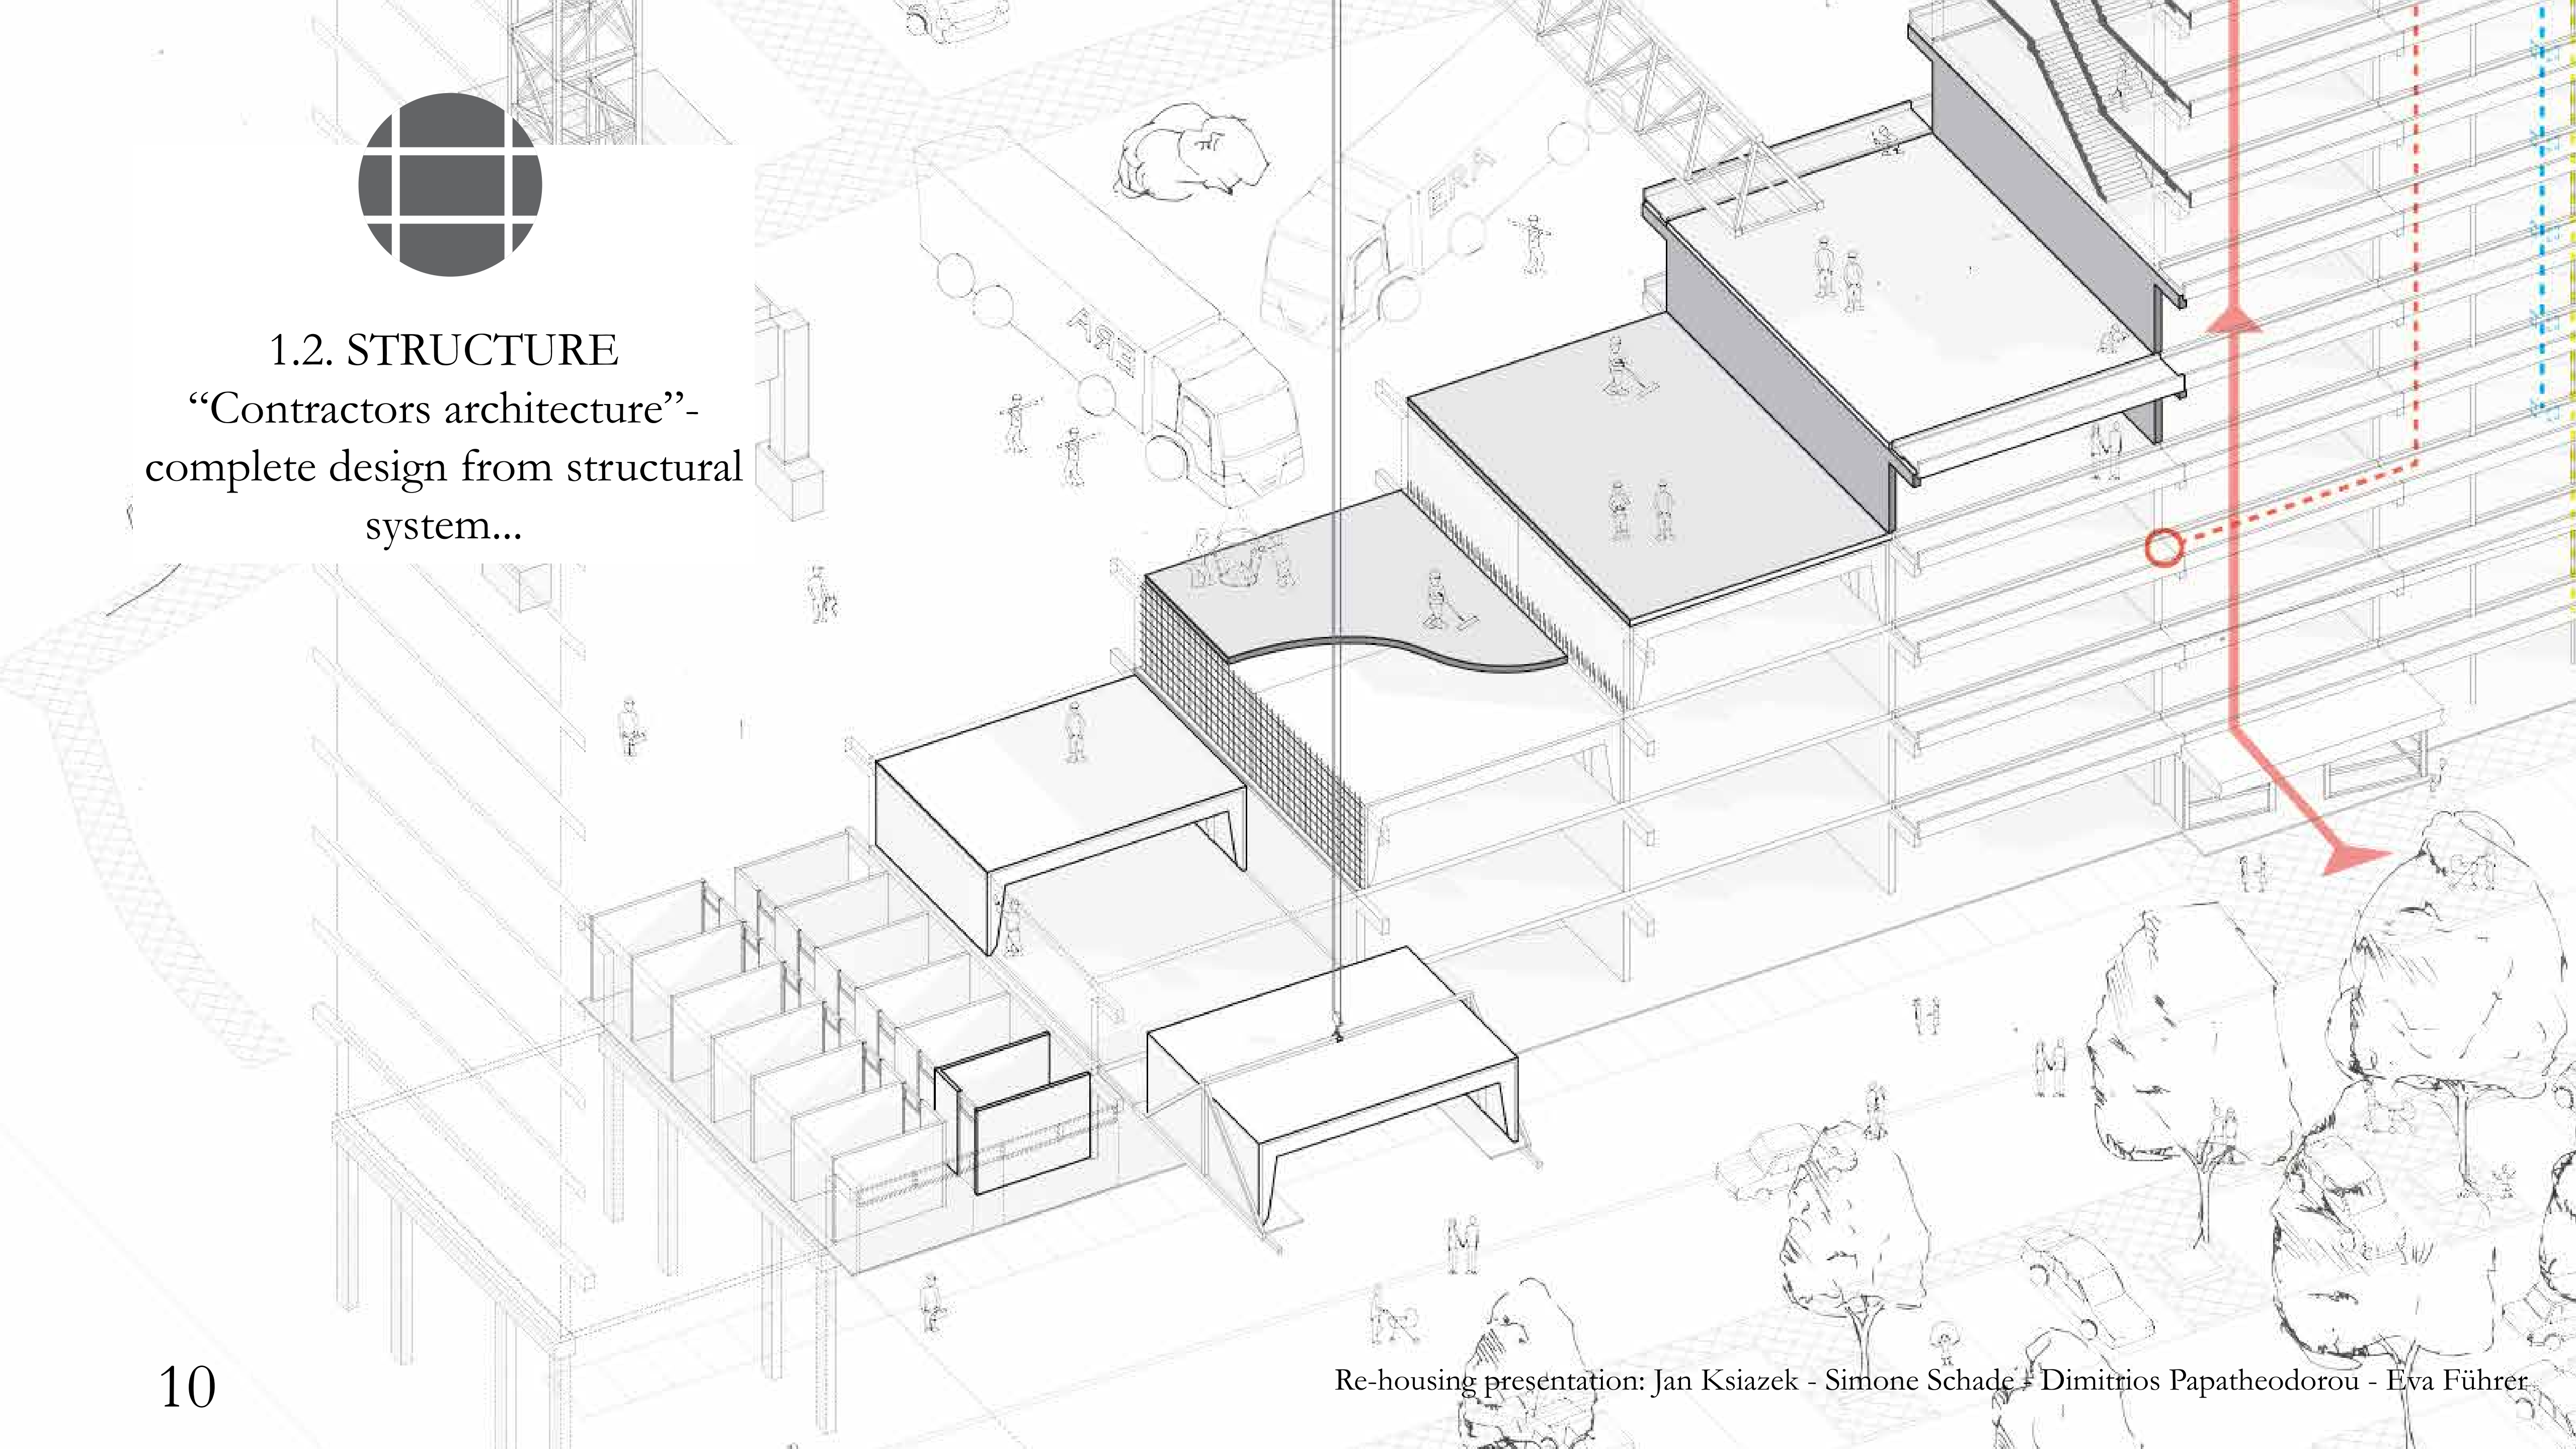 1.2. STRUCTURE
“Contractors architecture”-
complete design from structural
system...
ERA
ERA
10
Re-housing presentation: Jan Ksiazek - Simone Schade - Dimitrios Papatheodorou - Eva Führer